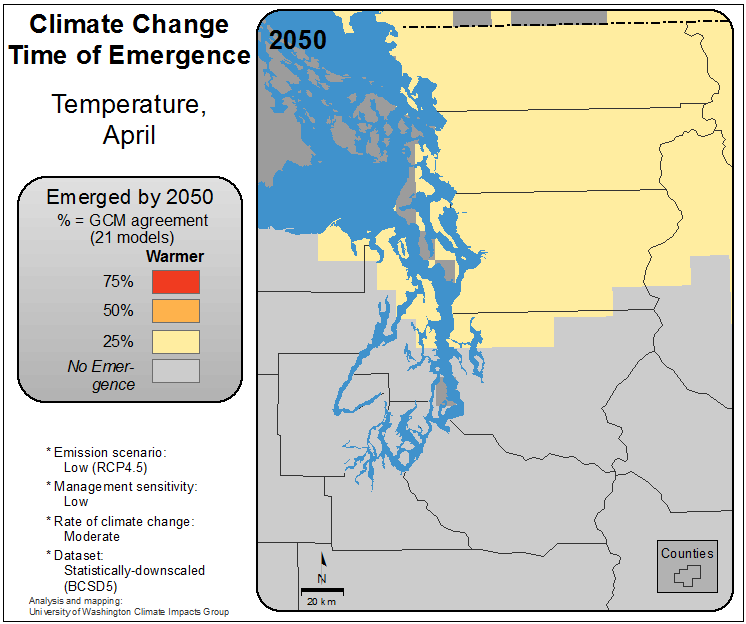 Climate Change
Time of Emergence
Temperature,
April
Emerged by 2050
% = GCM agreement
(21 models)
Warmer
75%
50%
25%
No Emer-
gence
* Emission scenario:
Low (RCP4.5)
* Management sensitivity:
Low
* Rate of climate change:
Moderate
* Dataset:
Statistically-downscaled
(BCSD5)
Analysis and mapping:
University of Washington Climate Impacts Group
2050
N
20 km
Counties